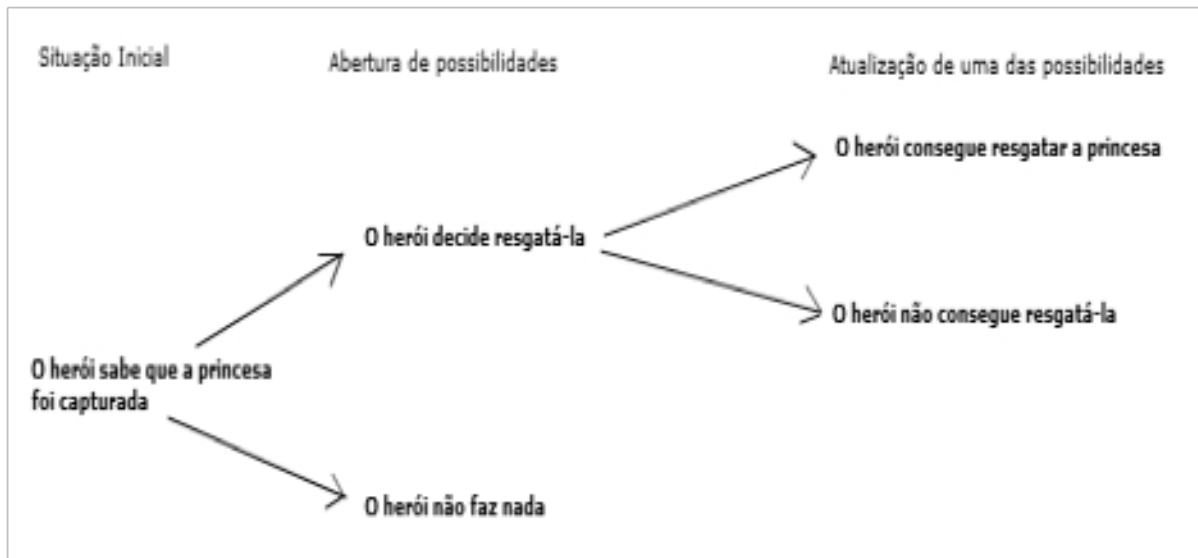 Situação Inicial
Abertura de possibilidades
Atualização de uma das possibilidades
O herói consegue resgatar a princesa
O herói decide resgatá-la
O herói não consegue resgatá-la
O herói sabe que a princesa
foi capturada
O herói não faz nada